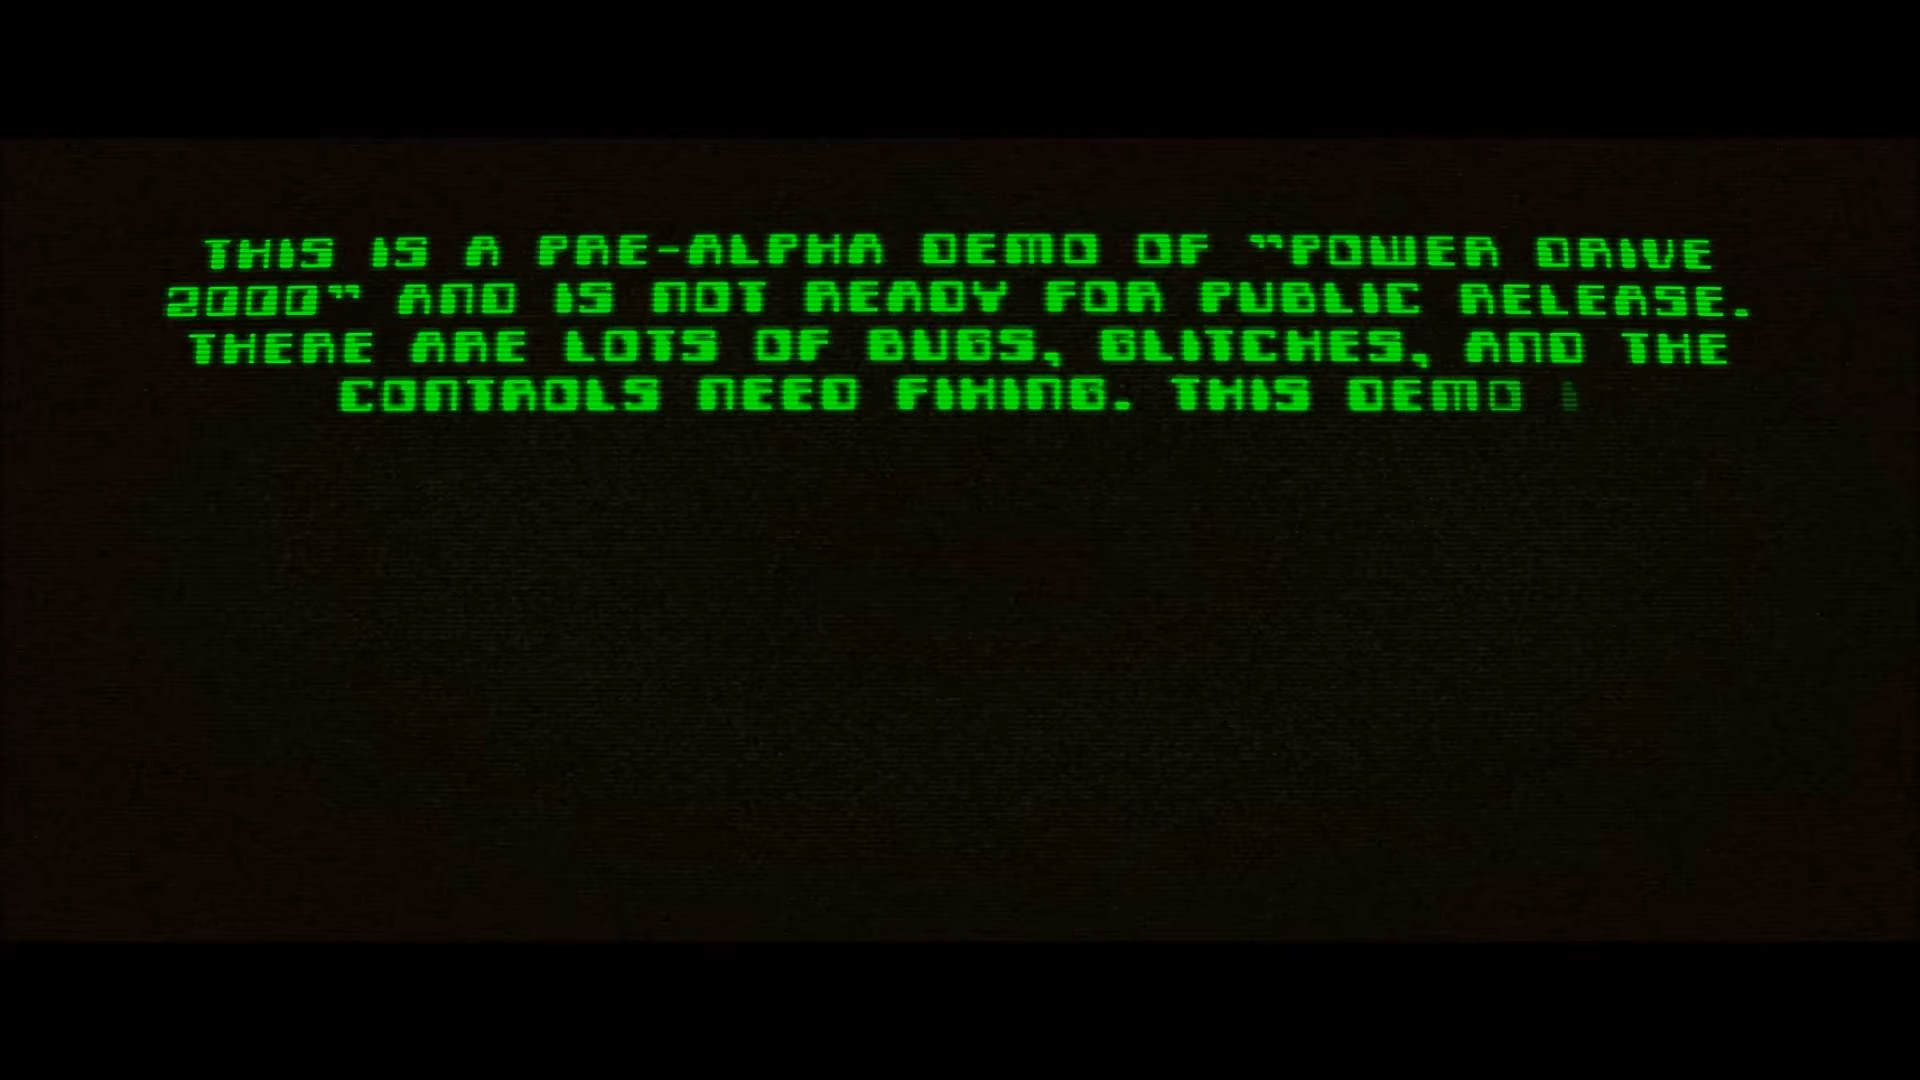 THIS IS A PRE-ALPHA DEMO OF "POWER DRIVE
2000" AND IS NOT READY FOR PUBLIC RELEASE.
THERE ARE LOTS OF BUGS, GLITCHES, AND THE
CONTROLS NEED FIXING. THIS DEMO